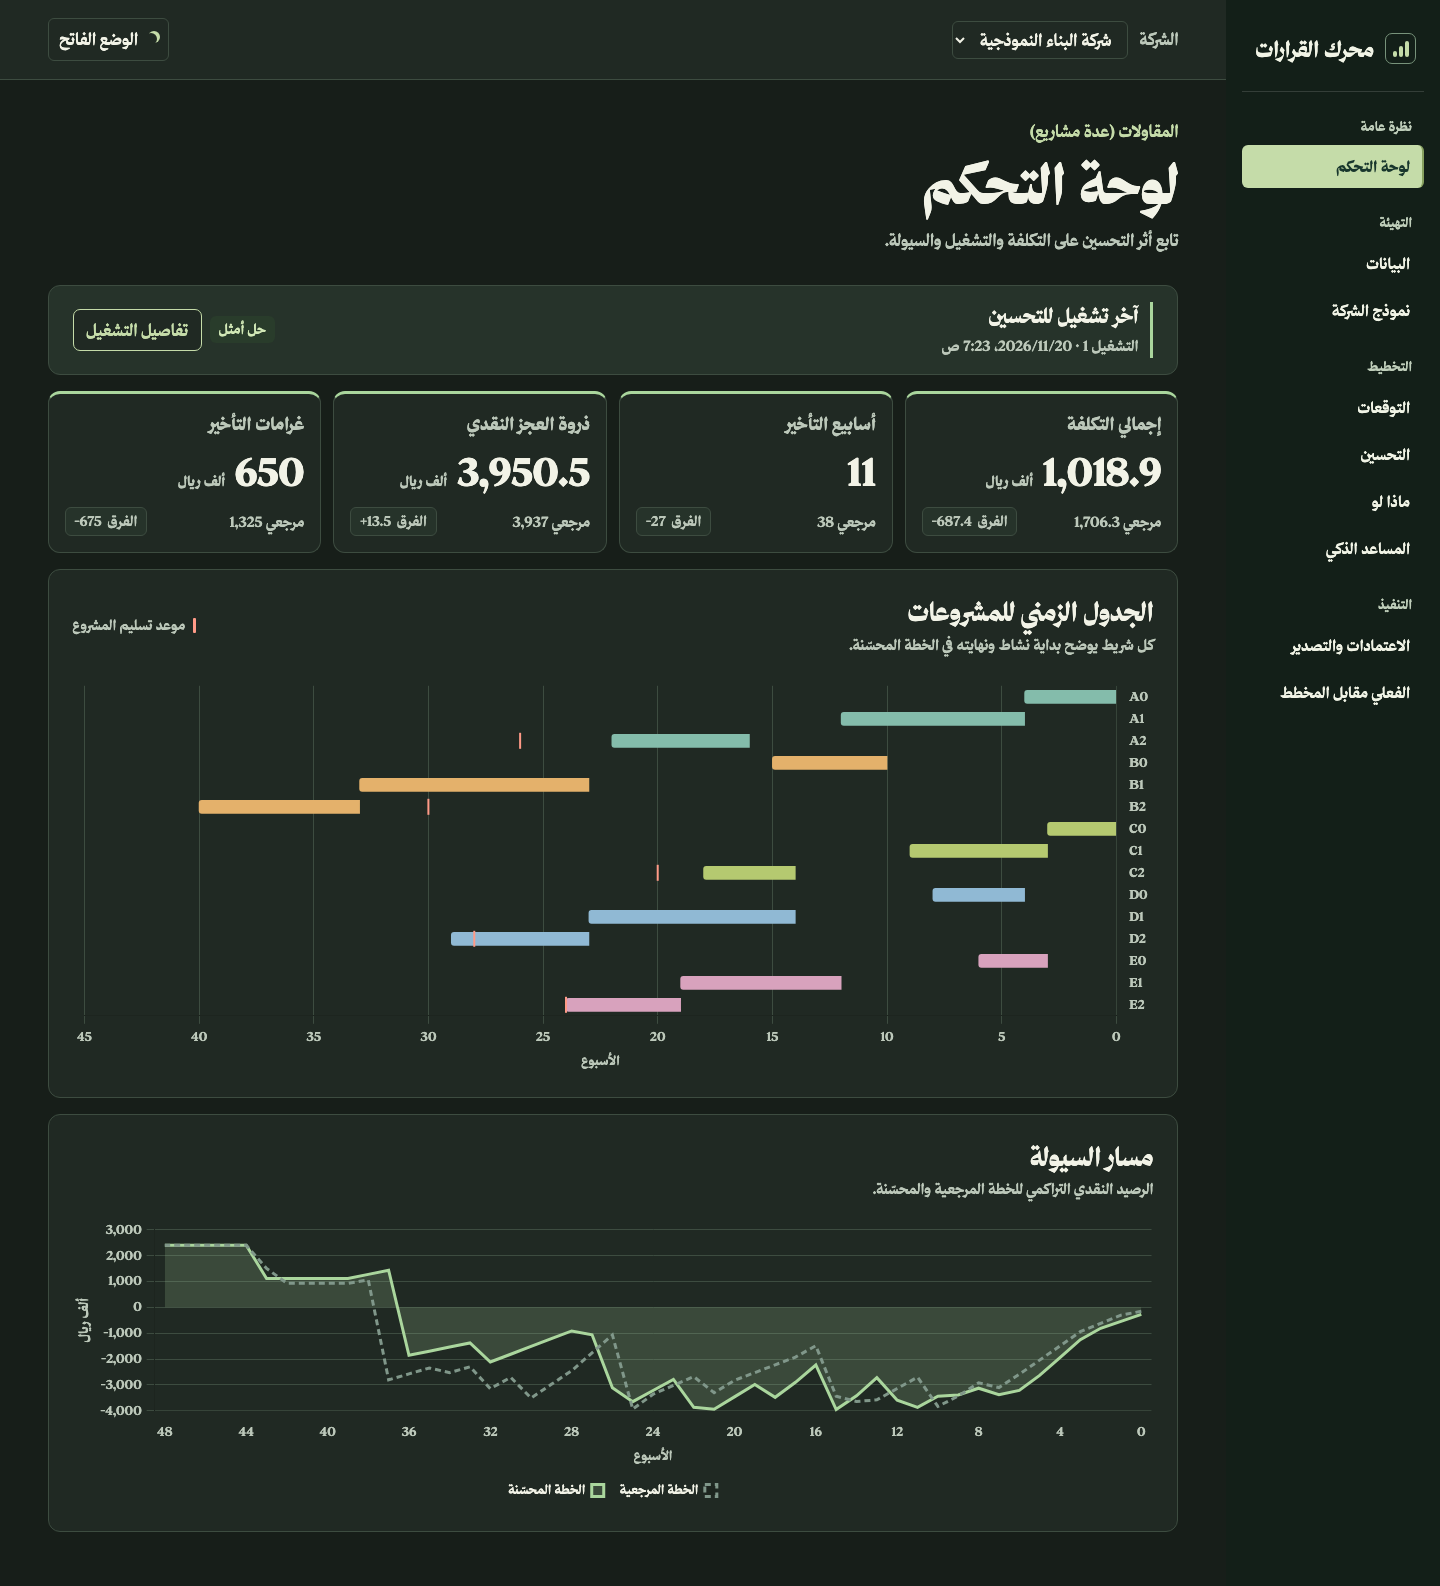 محرك القرارات
نظرة عامة
لوحة التحكم
التهيئة
البيانات
نموذج الشركة
التخطيط
التوقعات
التحسين
ماذا لو
المساعد الذكي
التنفيذ
الاعتمادات والتصدير
الفعلي مقابل المخطط
الشركة
شركة البناء النموذجية
الوضع الفاتح
المقاولات (عدة مشاريع)
لوحة التحكم
تابع أثر التحسين على التكلفة والتشغيل والسيولة.
آخر تشغيل للتحسين
التشغيل 1 · 2026/11/20، 7:23 ص
حل أمثل
تفاصيل التشغيل
إجمالي التكلفة
1,018.9 ألف ريال
مرجعي 1,706.3
الفرق -687.4
أسابيع التأخير
11
مرجعي 38
الفرق -27
ذروة العجز النقدي
3,950.5 ألف ريال
مرجعي 3,937
الفرق +13.5
غرامات التأخير
650 ألف ريال
مرجعي 1,325
الفرق -675
الجدول الزمني للمشروعات
كل شريط يوضح بداية نشاط ونهايته في الخطة المحسّنة.
موعد تسليم المشروع
A0
A1
A2
B0
B1
B2
C0
C1
C2
D0
D1
D2
E0
E1
E2
0 5 10 15 20 25 30 35 40 45
الأسبوع
مسار السيولة
الرصيد النقدي التراكمي للخطة المرجعية والمحسّنة.
3,000
2,000
1,000
0
-1,000
-2,000
-3,000
-4,000
ألف ريال
0 4 8 12 16 20 24 28 32 36 40 44 48
الأسبوع
الخطة المرجعية
الخطة المحسّنة